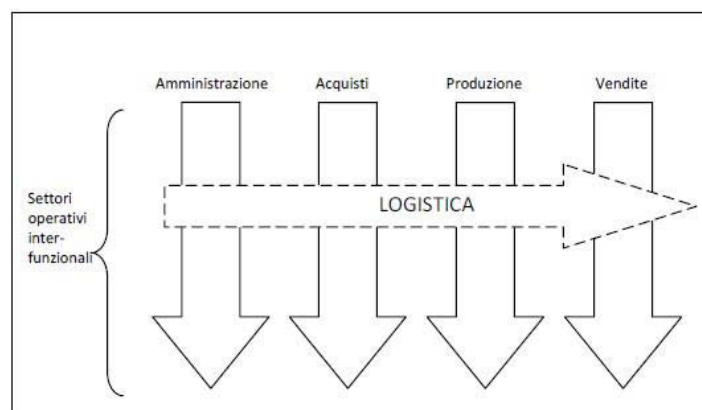 Amministrazione Acquisti Produzione Vendite
LOGISTICA
Settori
operativi
inter-
funzionali